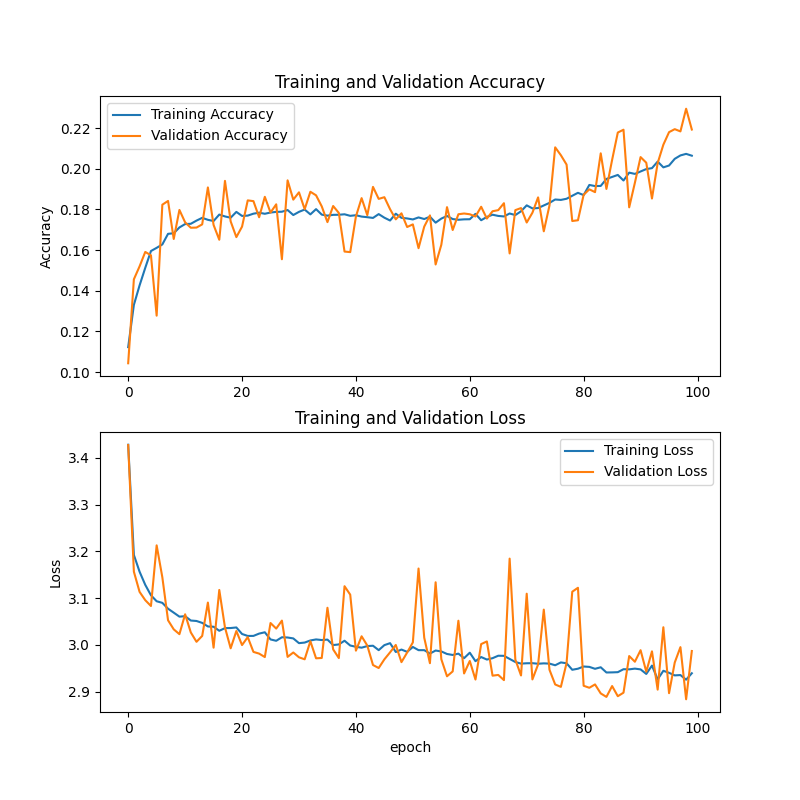 Training and Validation Accuracy
Training Accuracy
Validation Accuracy
Accuracy
0.22
0.20
0.18
0.16
0.14
0.12
0.10
0 20 40 60 80 100
Training and Validation Loss
Training Loss
Validation Loss
Loss
3.4
3.3
3.2
3.1
3.0
2.9
0 20 40 60 80 100
epoch